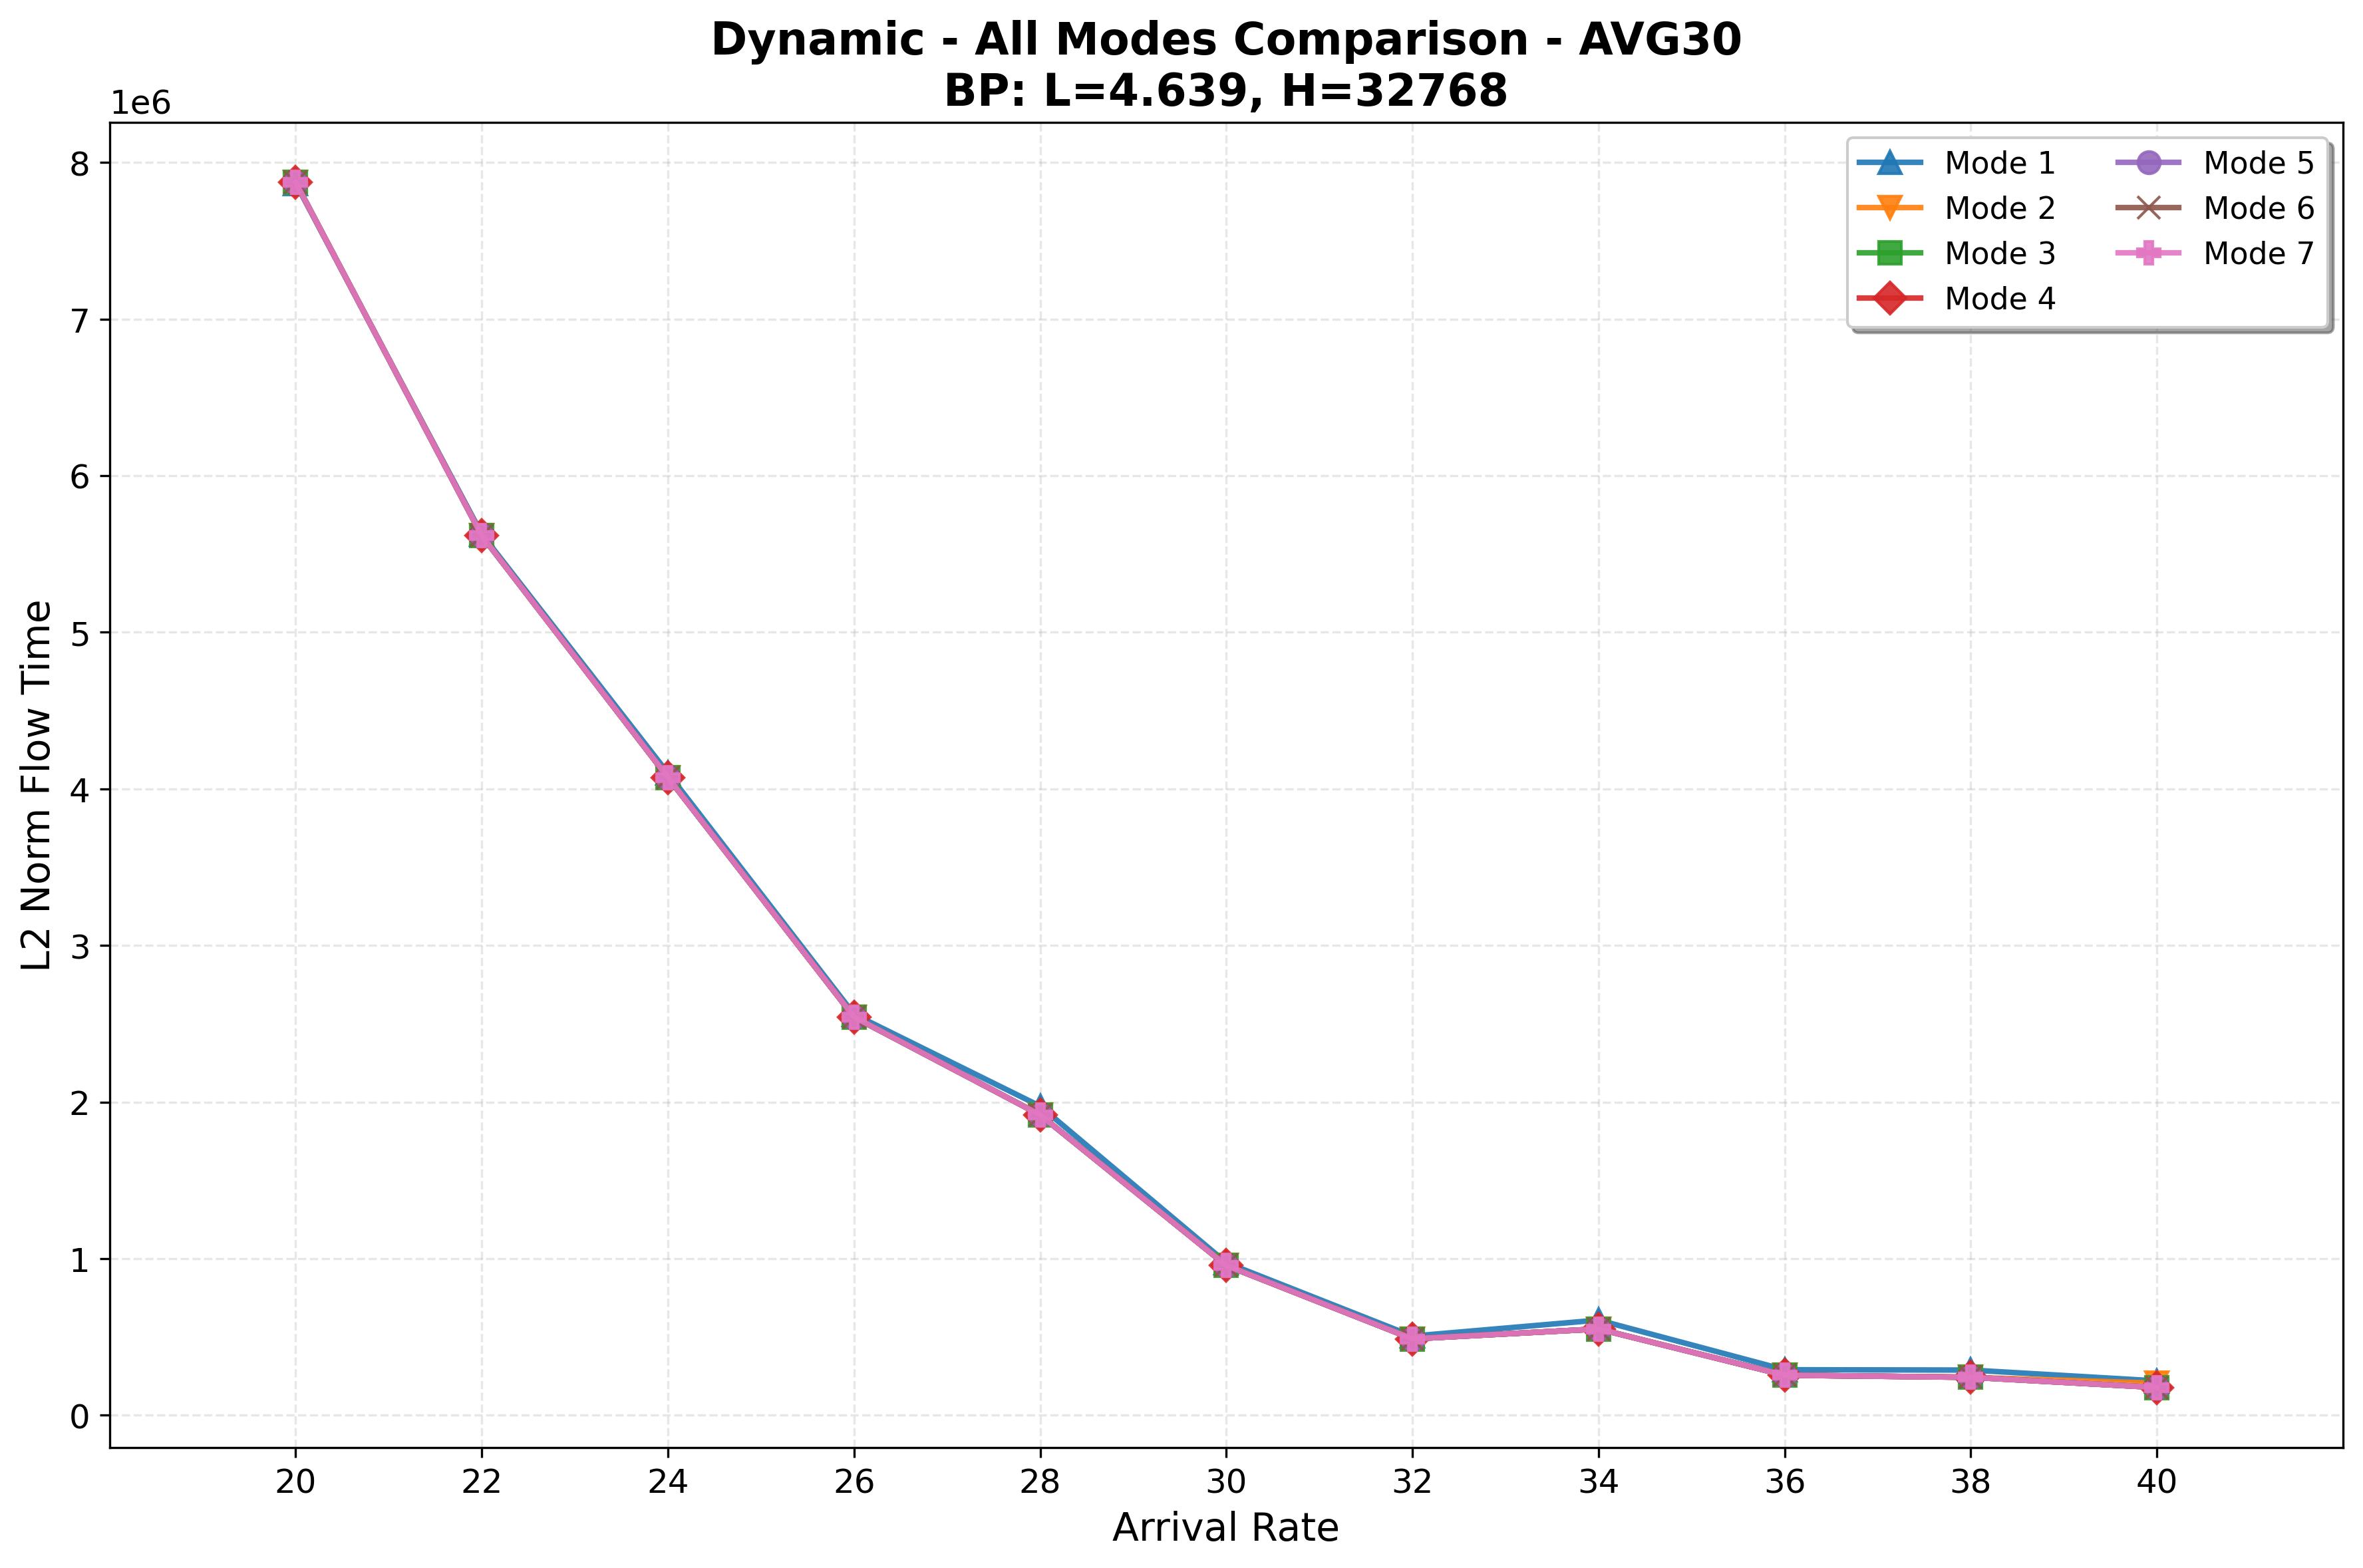 Dynamic - All Modes Comparison - AVG30
BP: L=4.639, H=32768
1e6
Mode 1
Mode 2
Mode 3
Mode 4
Mode 5
Mode 6
Mode 7
L2 Norm Flow Time
8
7
6
5
4
3
2
1
0
20 22 24 26 28 30 32 34 36 38 40
Arrival Rate